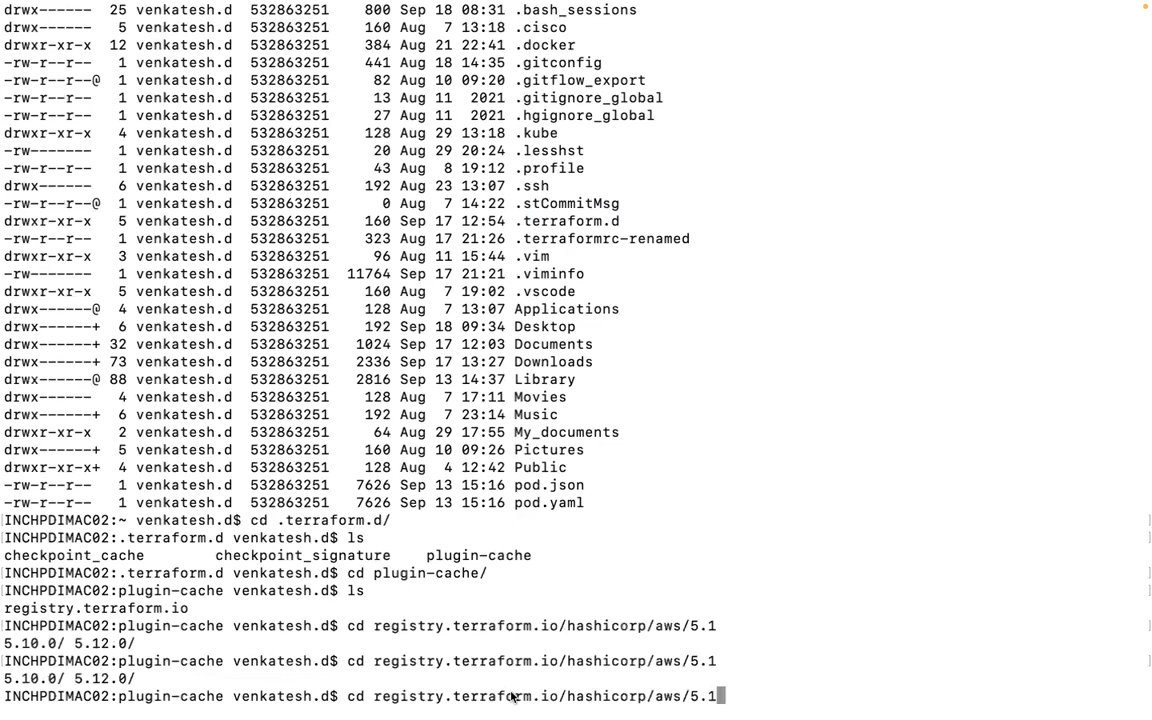 drwx------  25 venkatesh.d  532863251    800 Sep 18 08:31 .bash_sessions
drwx------   5 venkatesh.d  532863251    160 Aug  7 13:18 .cisco
drwxr-xr-x  12 venkatesh.d  532863251    384 Aug 21 22:41 .docker
-rw-r--r--   1 venkatesh.d  532863251    441 Aug 18 14:35 .gitconfig
-rw-r--r--@  1 venkatesh.d  532863251     82 Aug 10 09:20 .gitflow_export
-rw-r--r--   1 venkatesh.d  532863251     13 Aug 11  2021 .gitignore_global
-rw-r--r--   1 venkatesh.d  532863251     27 Aug 11  2021 .hgignore_global
drwxr-xr-x   4 venkatesh.d  532863251    128 Aug 29 13:18 .kube
-rw-------   1 venkatesh.d  532863251     20 Aug 29 20:24 .lesshst
-rw-r--r--   1 venkatesh.d  532863251     43 Aug  8 19:12 .profile
drwx------   6 venkatesh.d  532863251    192 Aug 23 13:07 .ssh
-rw-r--r--@  1 venkatesh.d  532863251      0 Aug  7 14:22 .stCommitMsg
drwxr-xr-x   5 venkatesh.d  532863251    160 Sep 17 12:54 .terraform.d
-rw-r--r--   1 venkatesh.d  532863251    323 Aug 17 21:26 .terraformrc-renamed
drwxr-xr-x   3 venkatesh.d  532863251     96 Aug 11 15:44 .vim
-rw-------   1 venkatesh.d  532863251  11764 Sep 17 21:21 .viminfo
drwxr-xr-x   5 venkatesh.d  532863251    160 Aug  7 19:02 .vscode
drwx------@  4 venkatesh.d  532863251    128 Aug  7 13:07 Applications
drwx------+  6 venkatesh.d  532863251    192 Sep 18 09:34 Desktop
drwx------+ 32 venkatesh.d  532863251   1024 Sep 17 12:03 Documents
drwx------+ 73 venkatesh.d  532863251   2336 Sep 17 13:27 Downloads
drwx------@ 88 venkatesh.d  532863251   2816 Sep 13 14:37 Library
drwx------   4 venkatesh.d  532863251    128 Aug  7 17:11 Movies
drwx------+  6 venkatesh.d  532863251    192 Aug  7 23:14 Music
drwxr-xr-x   2 venkatesh.d  532863251     64 Aug 29 17:55 My_documents
drwx------+  5 venkatesh.d  532863251    160 Aug 10 09:26 Pictures
drwxr-xr-x+  4 venkatesh.d  532863251    128 Aug  4 12:42 Public
-rw-r--r--   1 venkatesh.d  532863251   7626 Sep 13 15:16 pod.json
-rw-r--r--   1 venkatesh.d  532863251   7626 Sep 13 15:16 pod.yaml
INCHPDIMAC02:~ venkatesh.d$ cd .terraform.d/
INCHPDIMAC02:.terraform.d venkatesh.d$ ls
checkpoint_cache        checkpoint_signature    plugin-cache
INCHPDIMAC02:.terraform.d venkatesh.d$ cd plugin-cache/
INCHPDIMAC02:plugin-cache venkatesh.d$ ls
registry.terraform.io
INCHPDIMAC02:plugin-cache venkatesh.d$ cd registry.terraform.io/hashicorp/aws/5.1
5.10.0/ 5.12.0/
INCHPDIMAC02:plugin-cache venkatesh.d$ cd registry.terraform.io/hashicorp/aws/5.1
5.10.0/ 5.12.0/
INCHPDIMAC02:plugin-cache venkatesh.d$ cd registry.terraform.io/hashicorp/aws/5.1